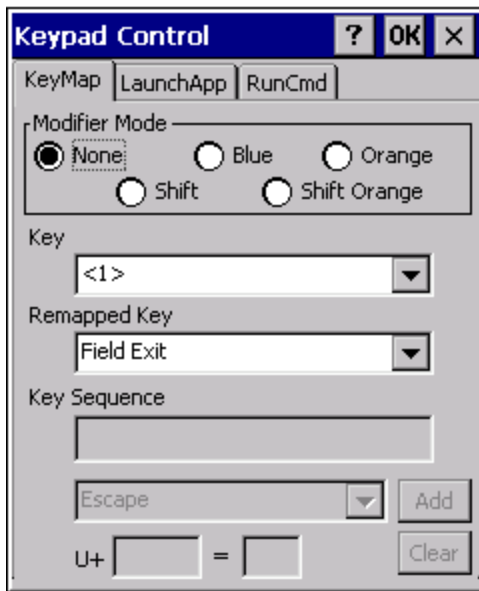 Keypad Control ? OK ×
KeyMap LaunchApp RunCmd
Modifier Mode
None Blue Orange
Shift Shift Orange
Key
<1>
Remapped Key
Field Exit
Key Sequence
Escape Add
U+ = Clear